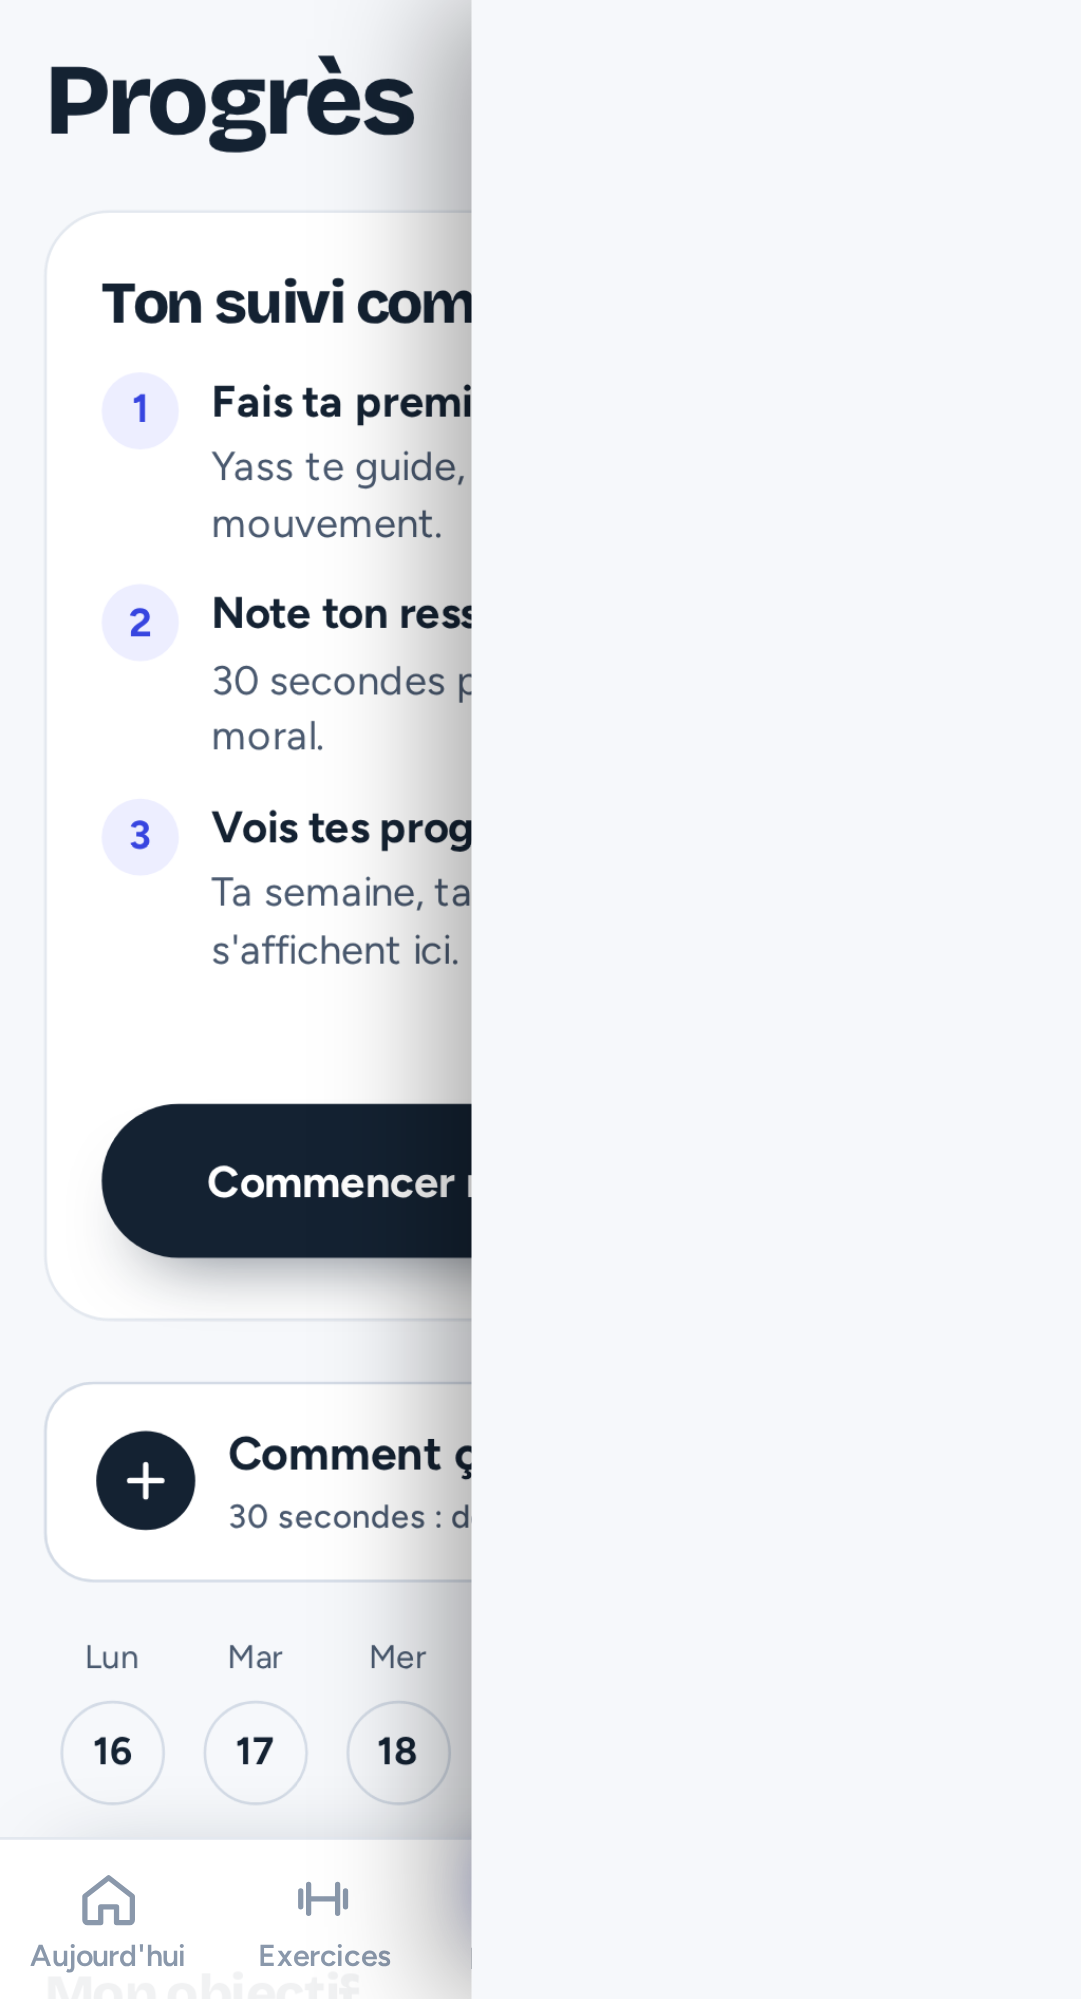 Progrès
Ton suivi com
1
Fais ta premi
Yass te guide,
mouvement.
2
Note ton ress
30 secondes p
moral.
3
Vois tes prog
Ta semaine, ta
s'affichent ici.
Commencer
Comment ç
30 secondes : d
Lun Mar Mer
16 17 18
Aujourd'hui Exercices
Mon objectif